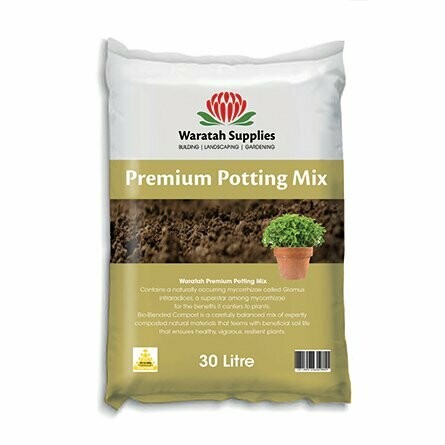 Waratah Supplies
BUILDING | LANDSCAPING | GARDENING
Premium Potting Mix
Waratah Premium Potting Mix
Contains a naturally occurring mycorrhizae called Glomus
intraradices, a superstar among mycorrhizae
for the benefits it confers to plants.
Bio-Blended Compost is a carefully balanced mix of expertly
composted natural materials that teems with beneficial soil life
that ensures healthy, vigorous, resilient plants.
30 Litre